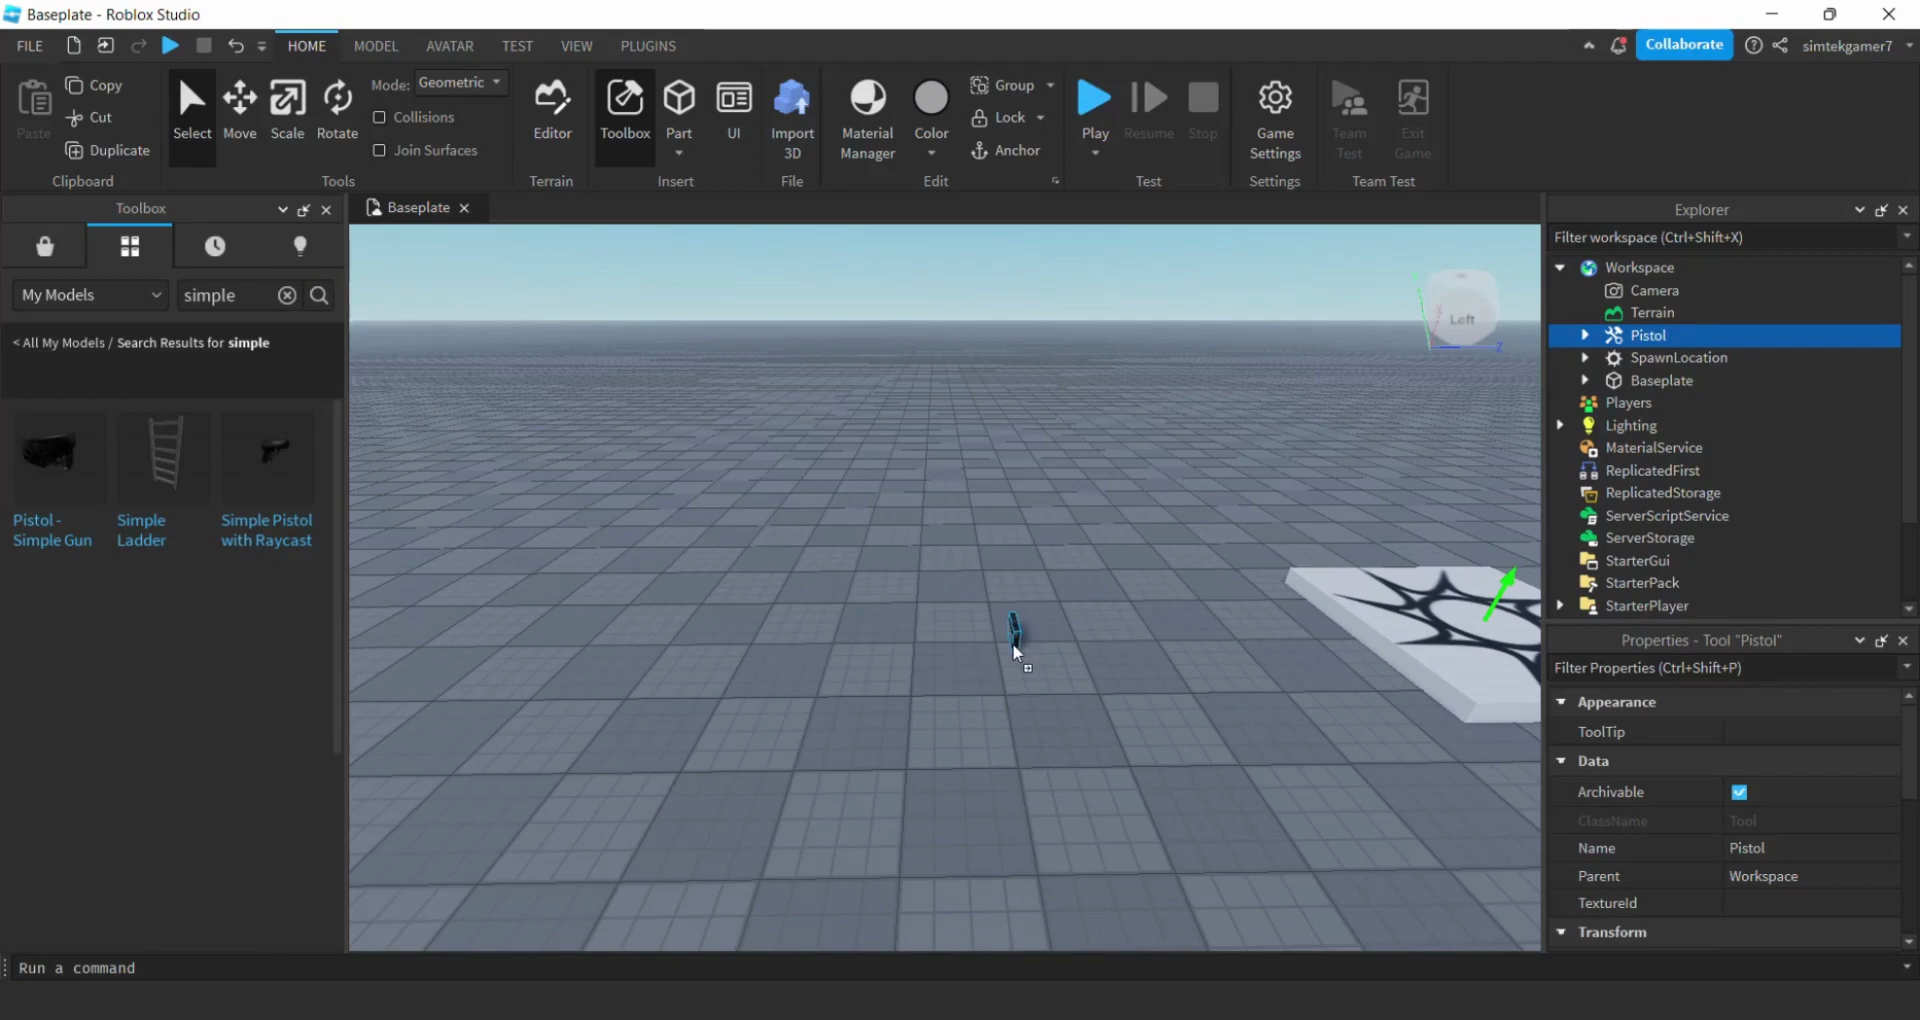 Baseplate - Roblox Studio
FILE HOME MODEL AVATAR TEST VIEW PLUGINS Collaborate simtekgamer7
Paste
Copy
Cut
Duplicate
Clipboard
Select Move Scale Rotate
Mode: Geometric
Collisions
Join Surfaces
Tools
Editor
Terrain
Toolbox Part UI
Insert
Import
3D
File
Material
Manager
Color
Group
Lock
Anchor
Edit
Play Resume Stop
Test
Game
Settings
Settings
Team
Test
Exit
Game
Team Test
Toolbox
My Models simple
< All My Models / Search Results for simple
Pistol -
Simple Gun
Simple
Ladder
Simple Pistol
with Raycast
Baseplate
Left
Z
Explorer
Filter workspace (Ctrl+Shift+X)
Workspace
Camera
Terrain
Pistol
SpawnLocation
Baseplate
Players
Lighting
MaterialService
ReplicatedFirst
ReplicatedStorage
ServerScriptService
ServerStorage
StarterGui
StarterPack
StarterPlayer
Properties - Tool "Pistol"
Filter Properties (Ctrl+Shift+P)
Appearance
ToolTip
Data
Archivable
ClassName Tool
Name Pistol
Parent Workspace
TextureId
Transform
Run a command